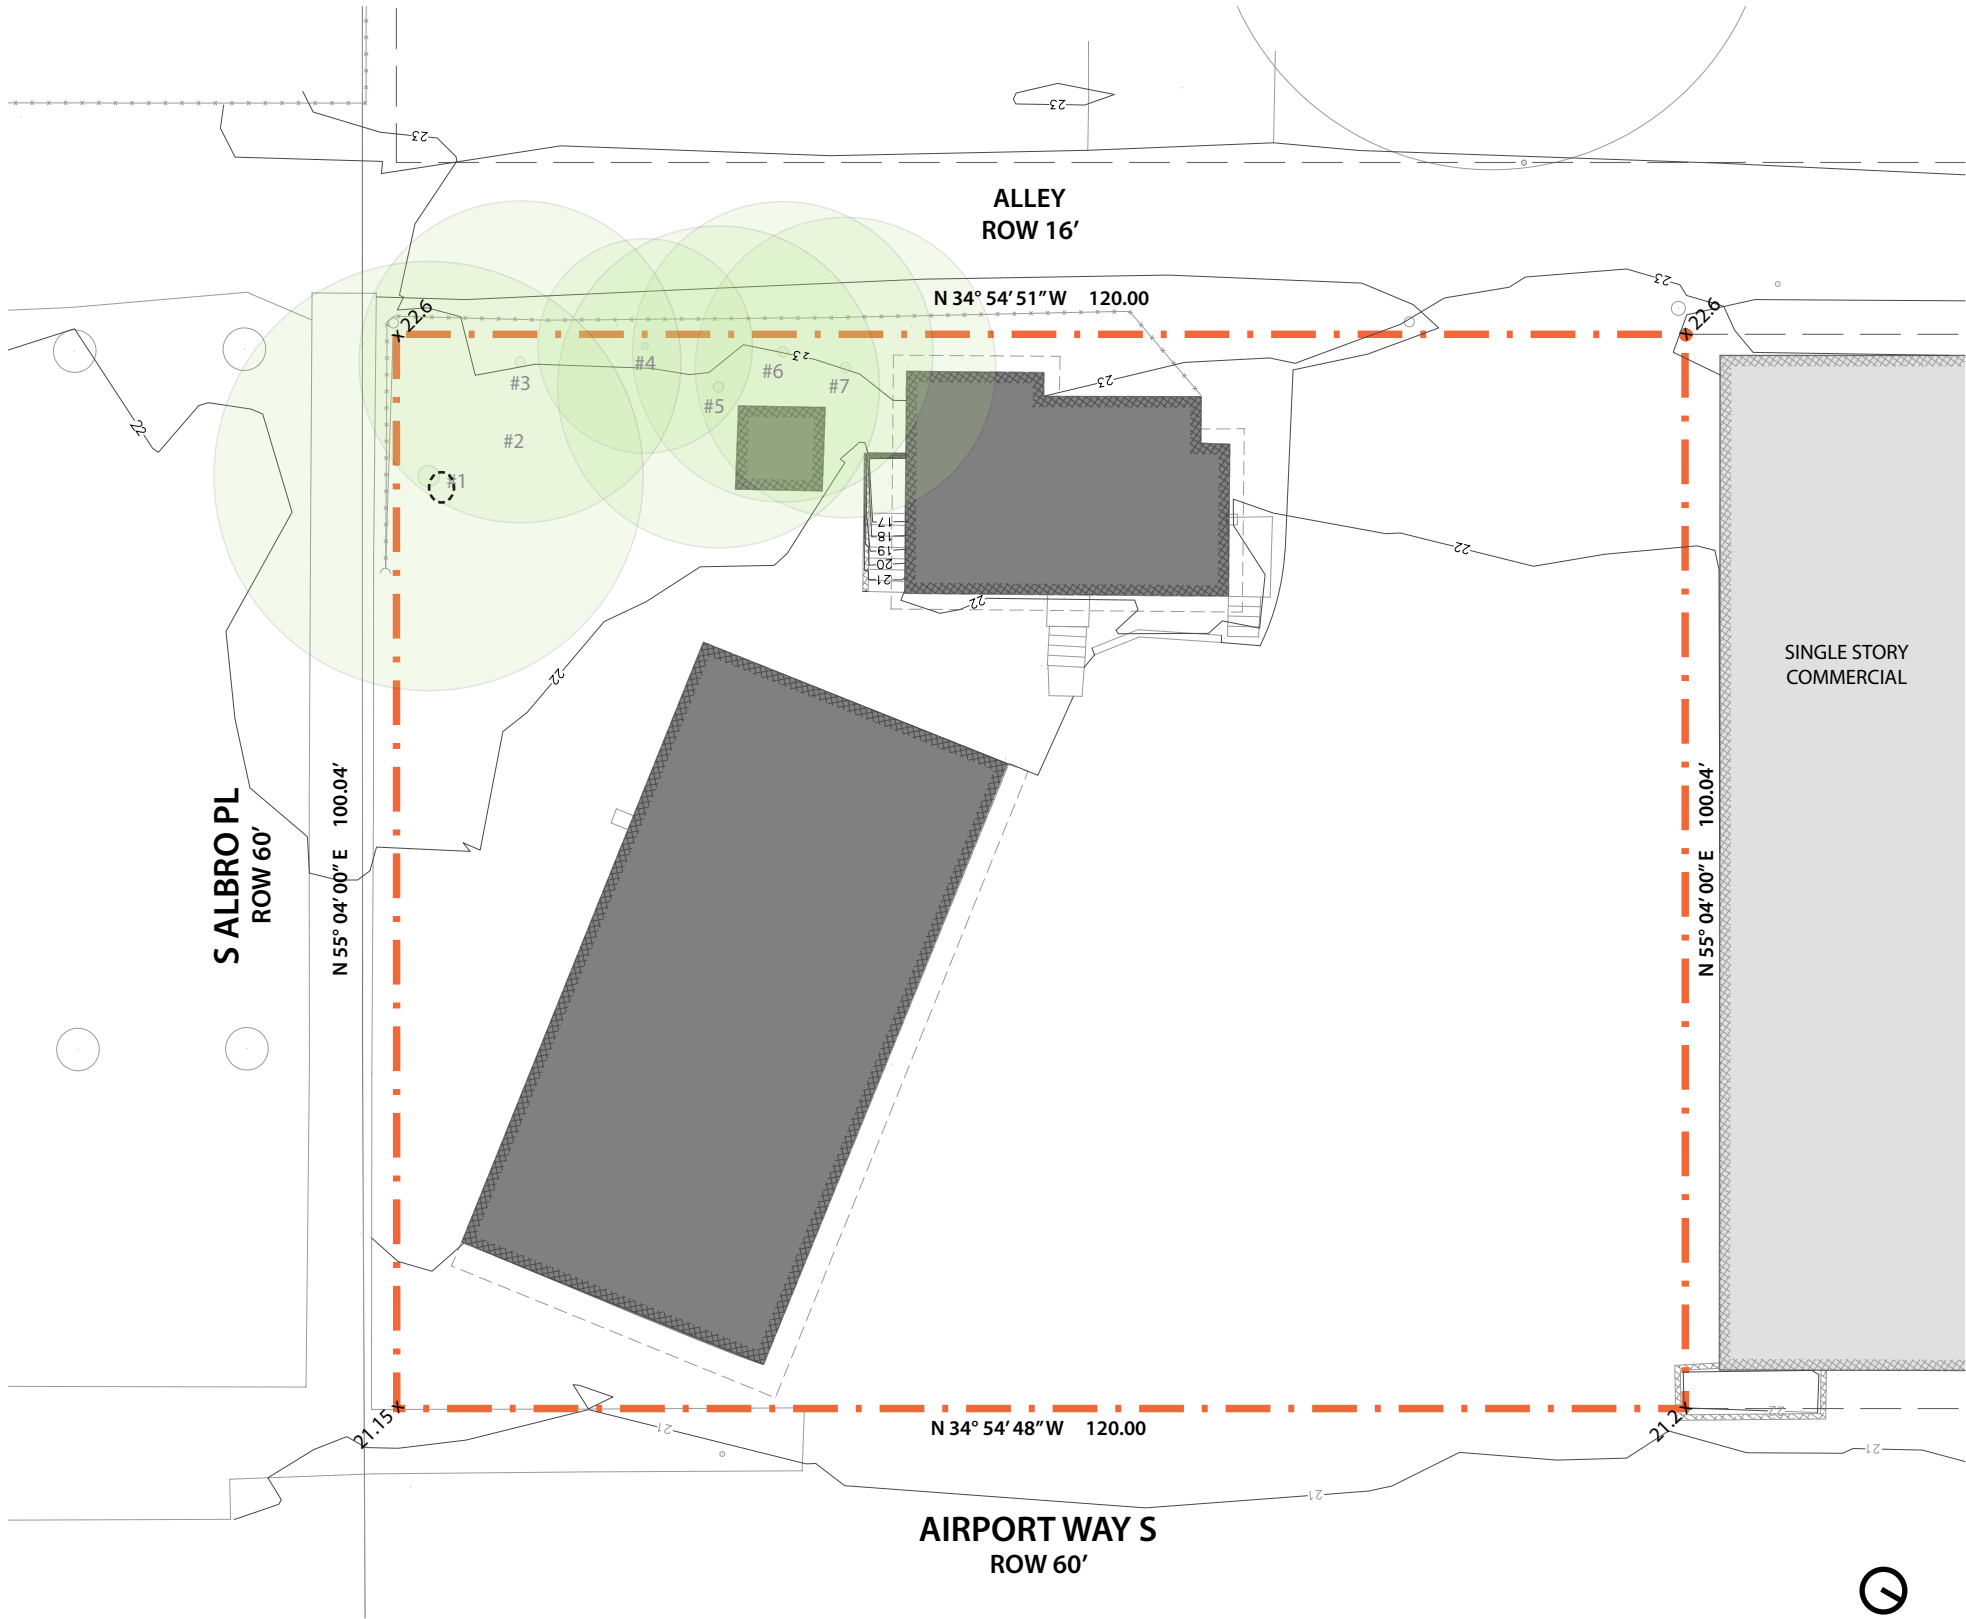 23
23
ALLEY
ROW 16’
23
N 34° 54’ 51’’ W 120.00
x 22.6
x 22.6
#4
23
#6
#3
#7
23
#5
22
#2
#1
17
18
19
20
21
22
22
22
SINGLE STORY
COMMERCIAL
S ALBRO PL
ROW 60’
N 55° 04’ 00’’ E 100.04’
N 55° 04’ 00’’ E 100.04’
21.15 x
21.2 x
22
21
N 34° 54’ 48’’ W 120.00
21
21
AIRPORT WAY S
ROW 60’